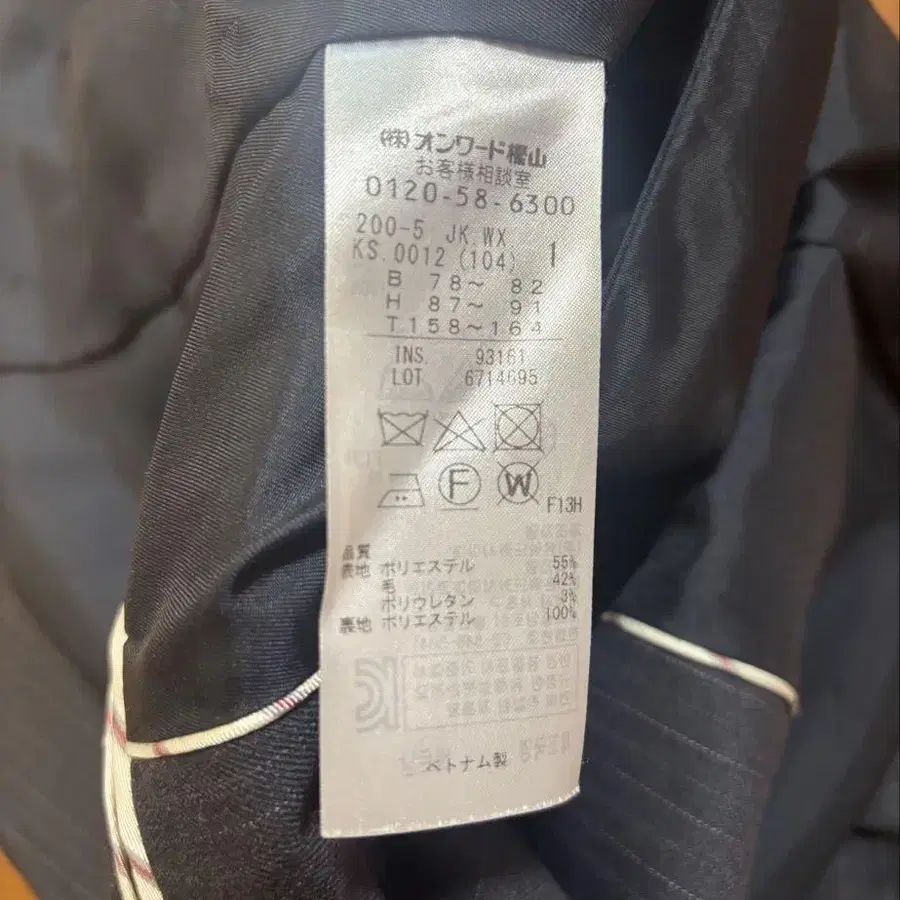 (株)オンワード樫山
お客様相談室
0120-58-6300
200-5 JK.WX
KS.0012 (104) 1
B 78〜 82
H 87〜 91
T158〜164
INS. 93161
LOT 6714695
F
W
F13H
品質
表地 ポリエステル 55%
毛 42%
ポリウレタン 3%
裏地 ポリエステル 100%
ベトナム製